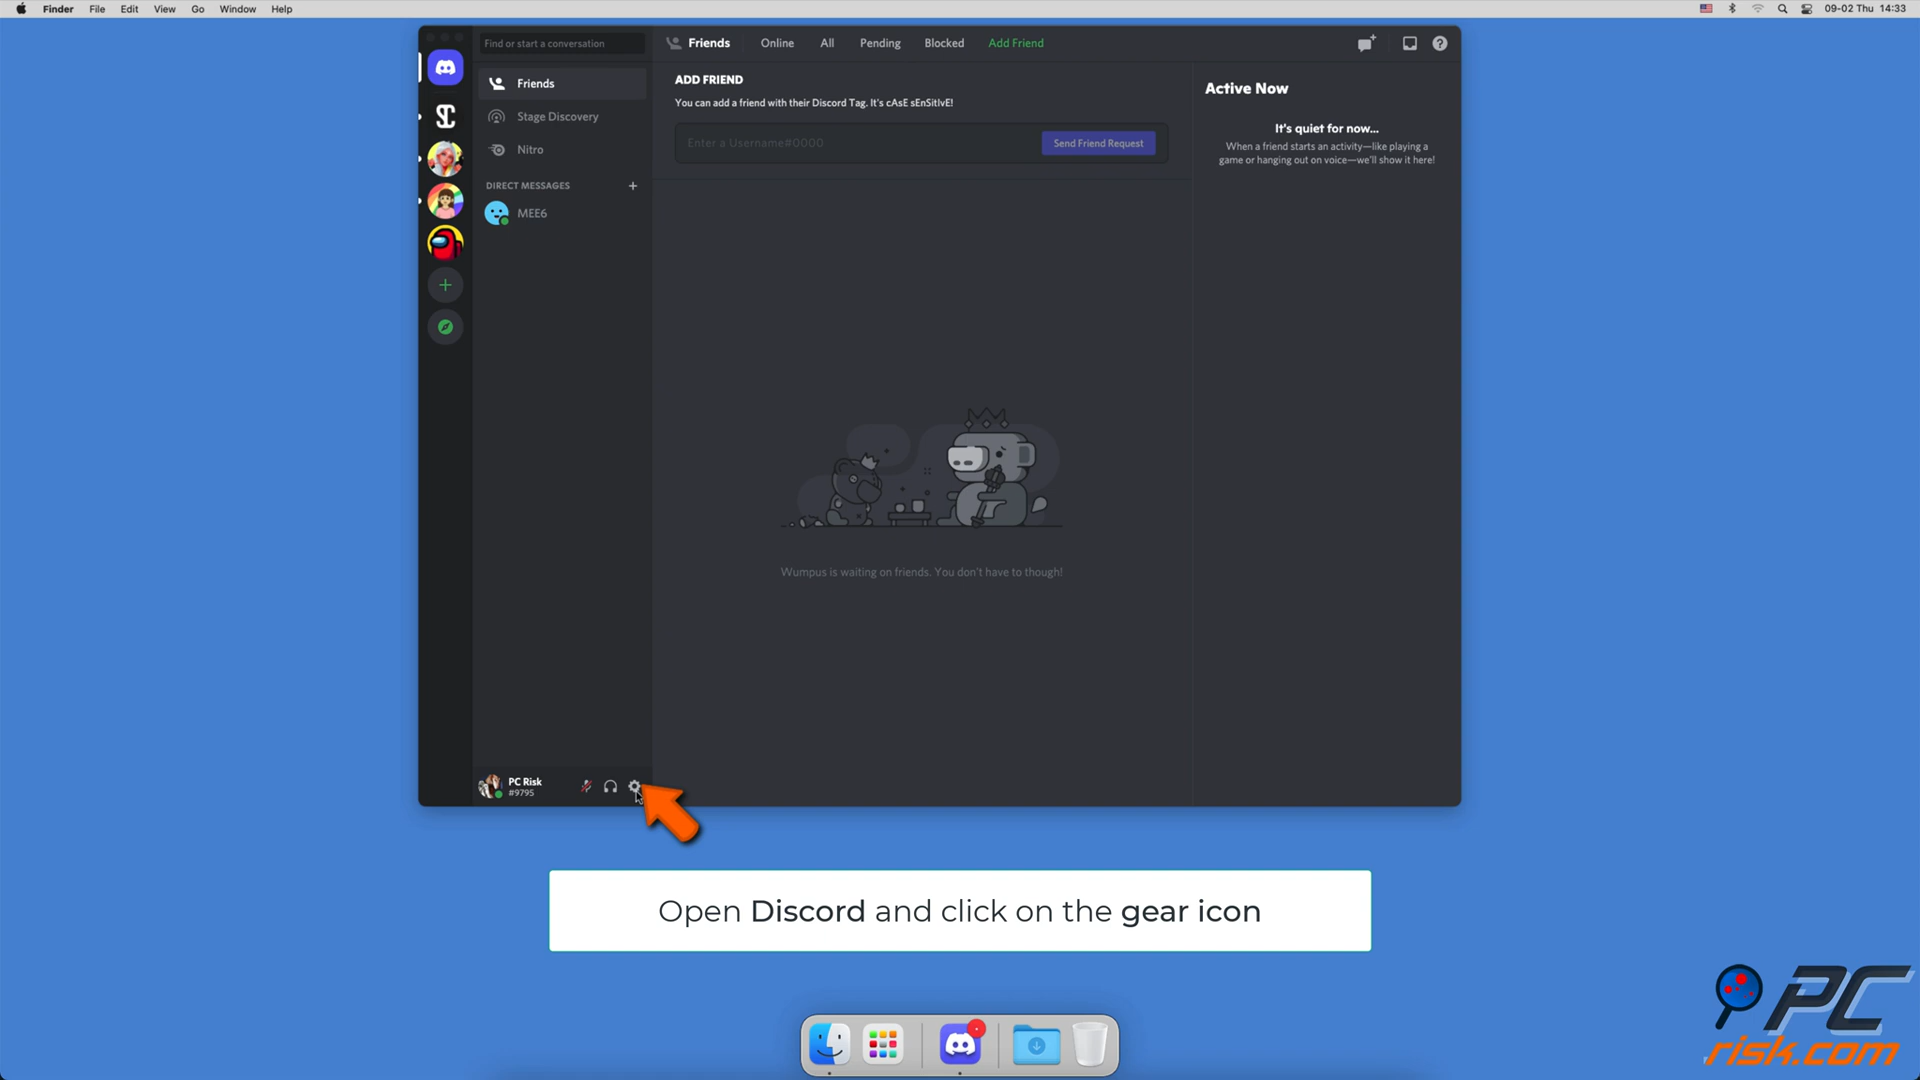 Finder File Edit View Go Window Help
09-02 Thu 14:33
Find or start a conversation
Friends
Online
All
Pending
Blocked
Add Friend
Friends
Stage Discovery
Nitro
DIRECT MESSAGES
MEE6
ADD FRIEND
You can add a friend with their Discord Tag. It's cAsE sEnSitIvE!
Enter a Username#0000
Send Friend Request
Wumpus is waiting on friends. You don't have to though!
Active Now
It's quiet for now...
When a friend starts an activity—like playing a
game or hanging out on voice—we'll show it here!
PC Risk
#9795
Open Discord and click on the gear icon
PC
risk.com